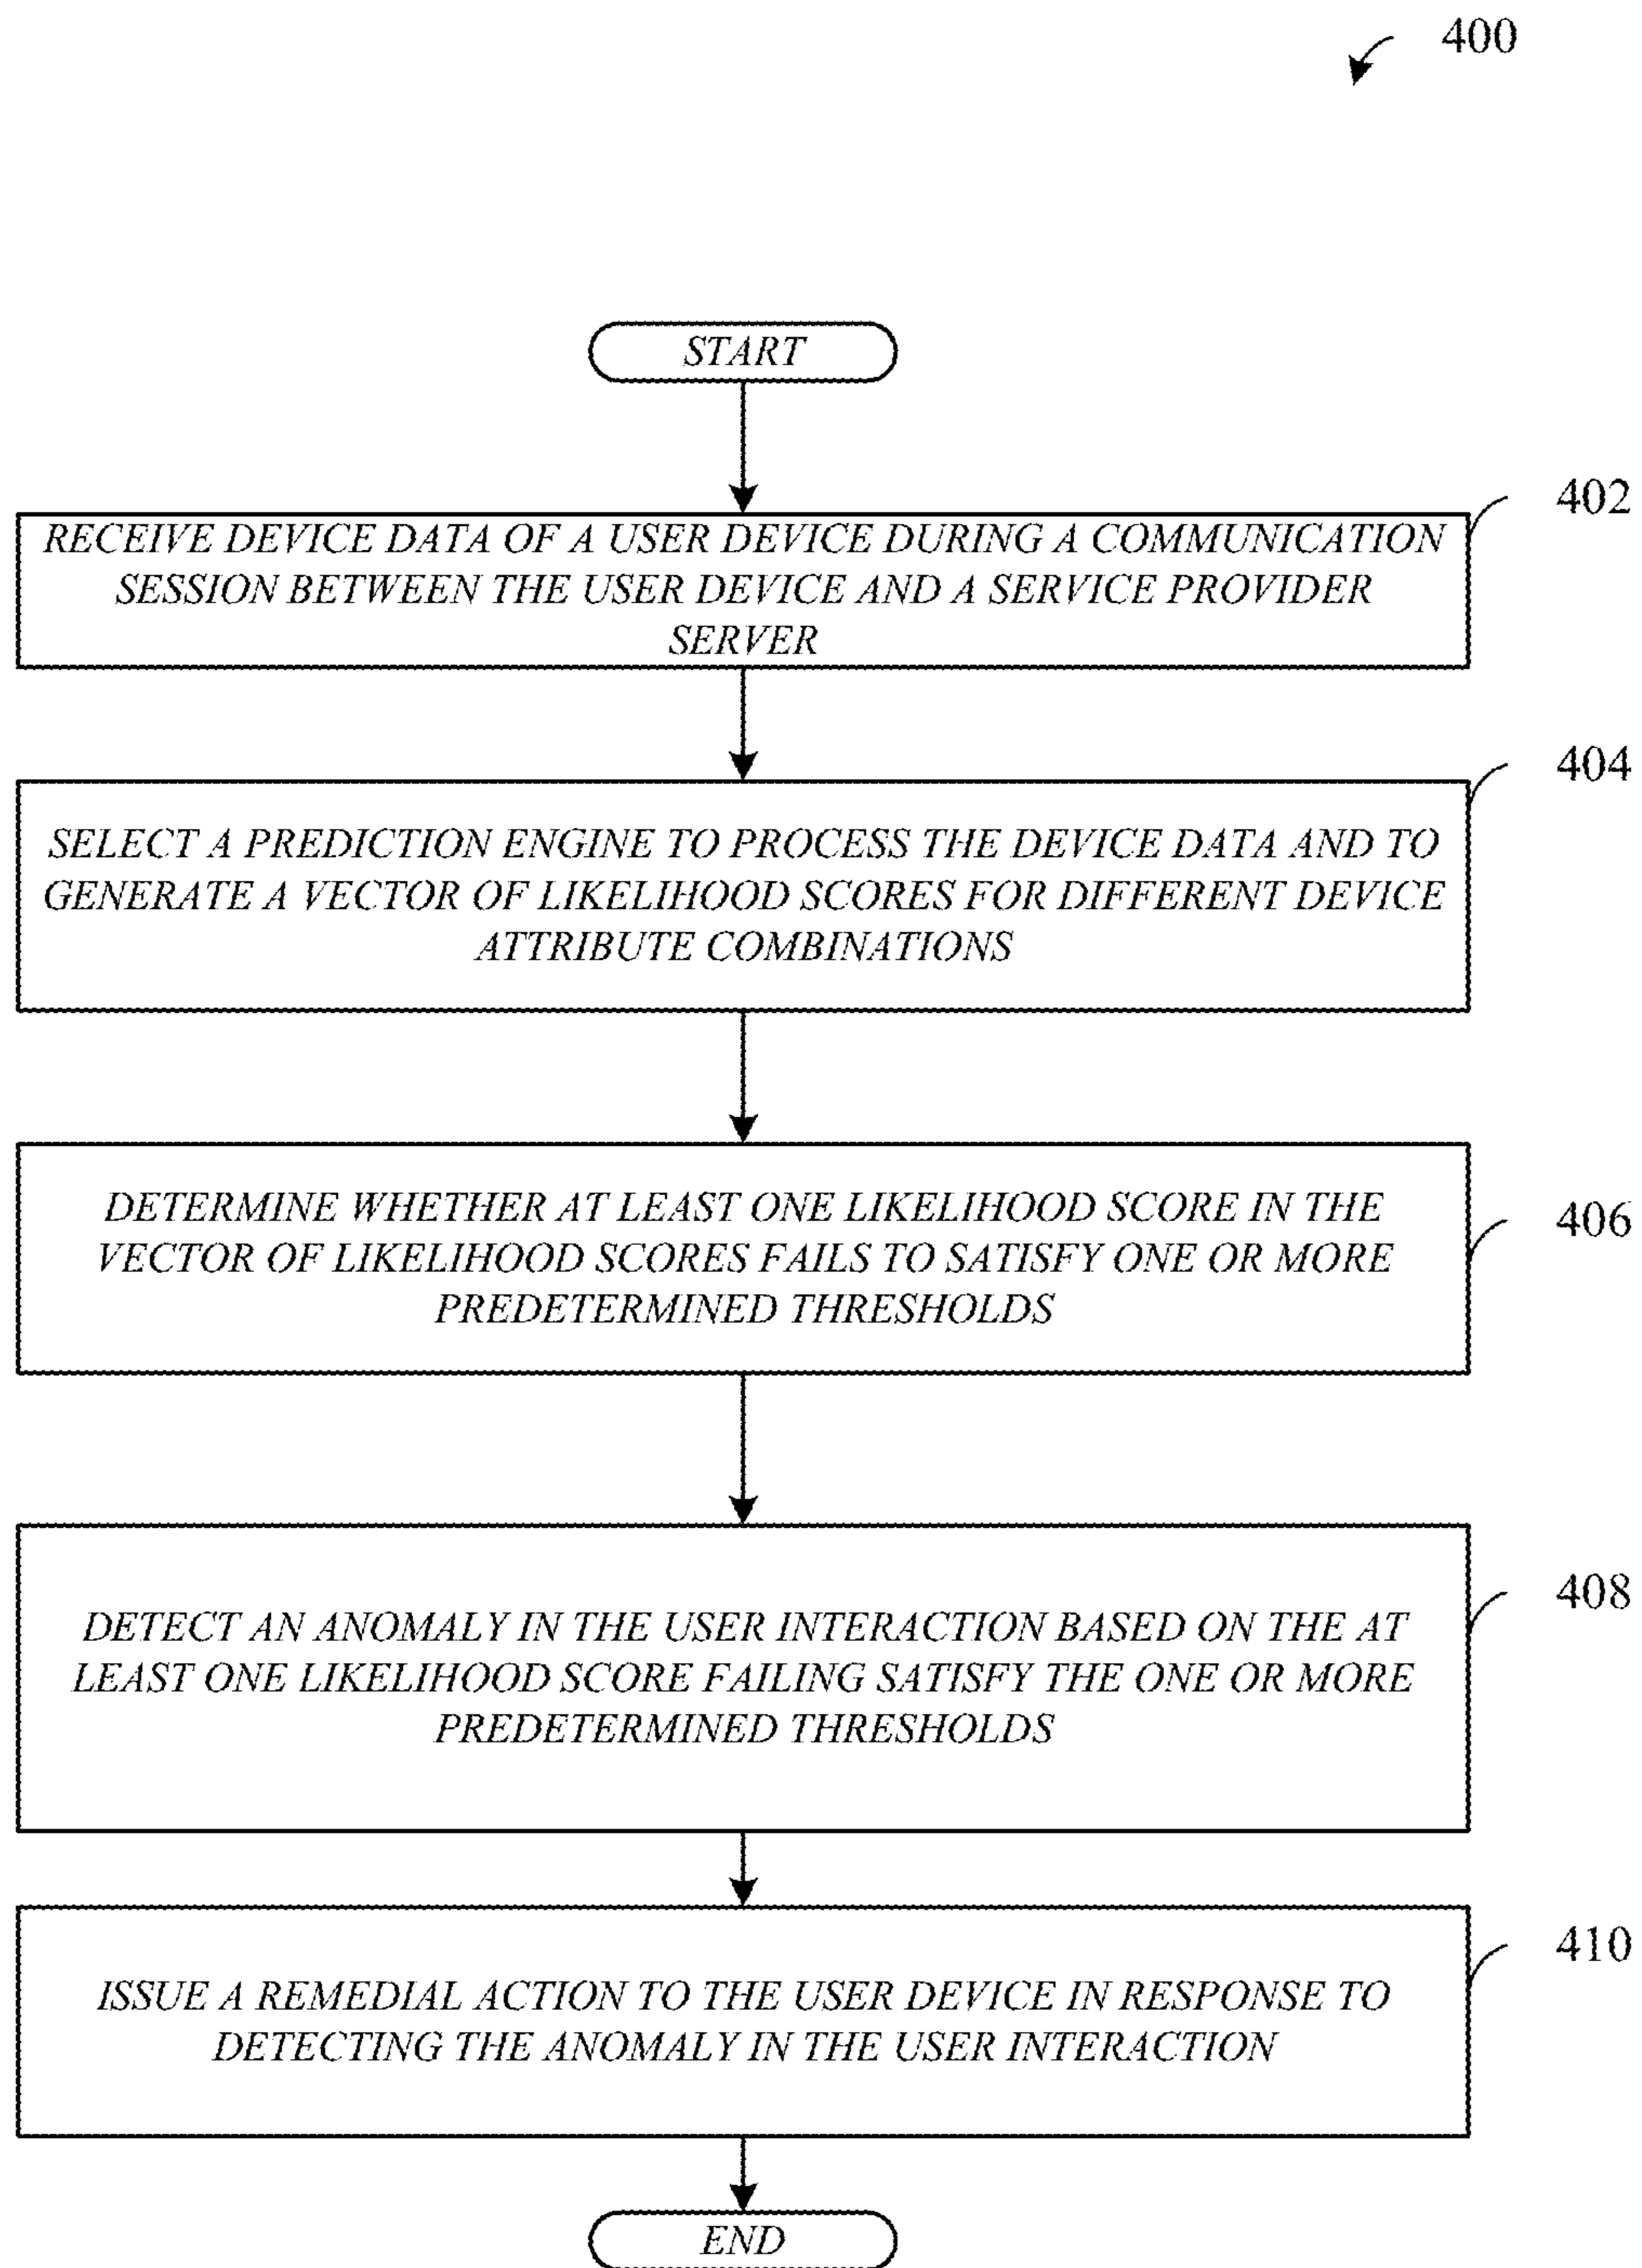 400
START
402
RECEIVE DEVICE DATA OF A USER DEVICE DURING A COMMUNICATION
SESSION BETWEEN THE USER DEVICE AND A SERVICE PROVIDER
SERVER
404
SELECT A PREDICTION ENGINE TO PROCESS THE DEVICE DATA AND TO
GENERATE A VECTOR OF LIKELIHOOD SCORES FOR DIFFERENT DEVICE
ATTRIBUTE COMBINATIONS
406
DETERMINE WHETHER AT LEAST ONE LIKELIHOOD SCORE IN THE
VECTOR OF LIKELIHOOD SCORES FAILS TO SATISFY ONE OR MORE
PREDETERMINED THRESHOLDS
408
DETECT AN ANOMALY IN THE USER INTERACTION BASED ON THE AT
LEAST ONE LIKELIHOOD SCORE FAILING SATISFY THE ONE OR MORE
PREDETERMINED THRESHOLDS
410
ISSUE A REMEDIAL ACTION TO THE USER DEVICE IN RESPONSE TO
DETECTING THE ANOMALY IN THE USER INTERACTION
END